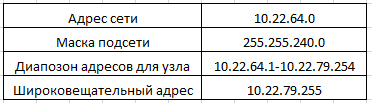 Адрес сети 10.22.64.0
Маска подсети 255.255.240.0
Диапазон адресов для узла 10.22.64.1-10.22.79.254
Широковещательный адрес 10.22.79.255